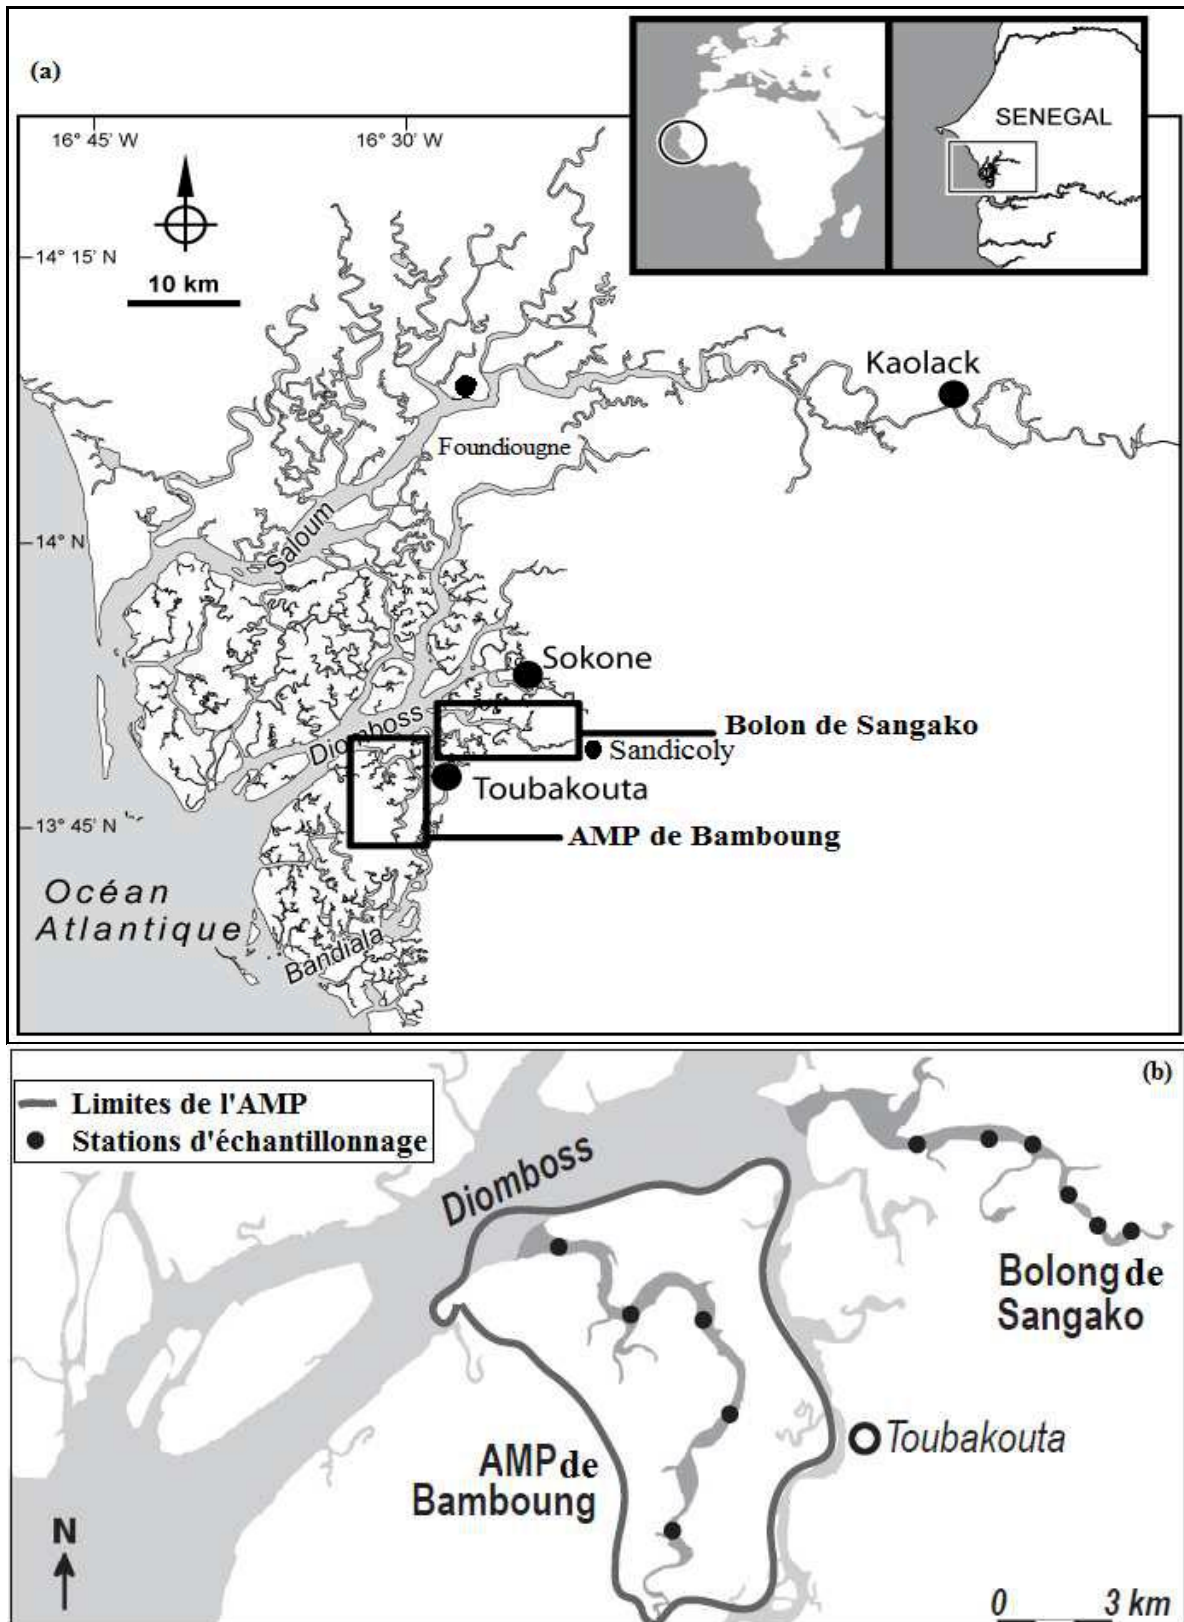 (a)
16° 45' W
16° 30' W
SENEGAL
14° 15' N
10 km
Kaolack
Foundiougne
Saloum
14° N
Sokone
Diomboss
Bolon de Sangako
Sandicoly
Toubakouta
13° 45' N
AMP de Bamboung
Océan
Atlantique
Bandiala
(b)
Limites de l'AMP
Stations d'échantillonnage
Diomboss
Bolong de
Sangako
Toubakouta
AMP de
Bamboung
N
0 3 km